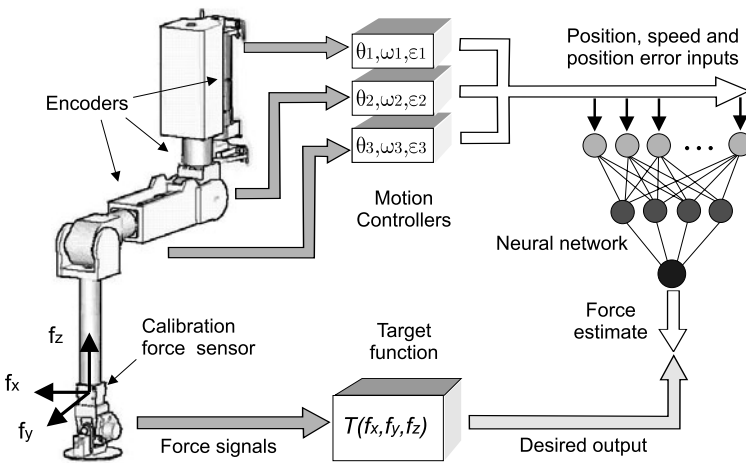 Encoders
θ1,ω1,ε1
θ2,ω2,ε2
θ3,ω3,ε3
Motion
Controllers
Position, speed and
position error inputs
Neural network
Force
estimate
Calibration
force sensor
fz
fx
fy
Target
function
T(fx,fy,fz)
Force signals
Desired output